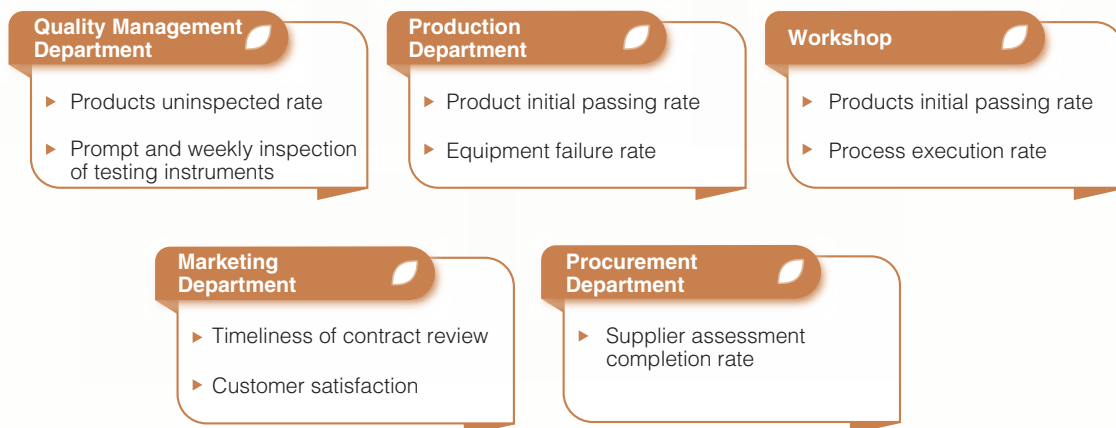 Quality Management
Department
Products uninspected rate
Prompt and weekly inspection
of testing instruments
Production
Department
Product initial passing rate
Equipment failure rate
Workshop
Products initial passing rate
Process execution rate
Marketing
Department
Timeliness of contract review
Customer satisfaction
Procurement
Department
Supplier assessment
completion rate